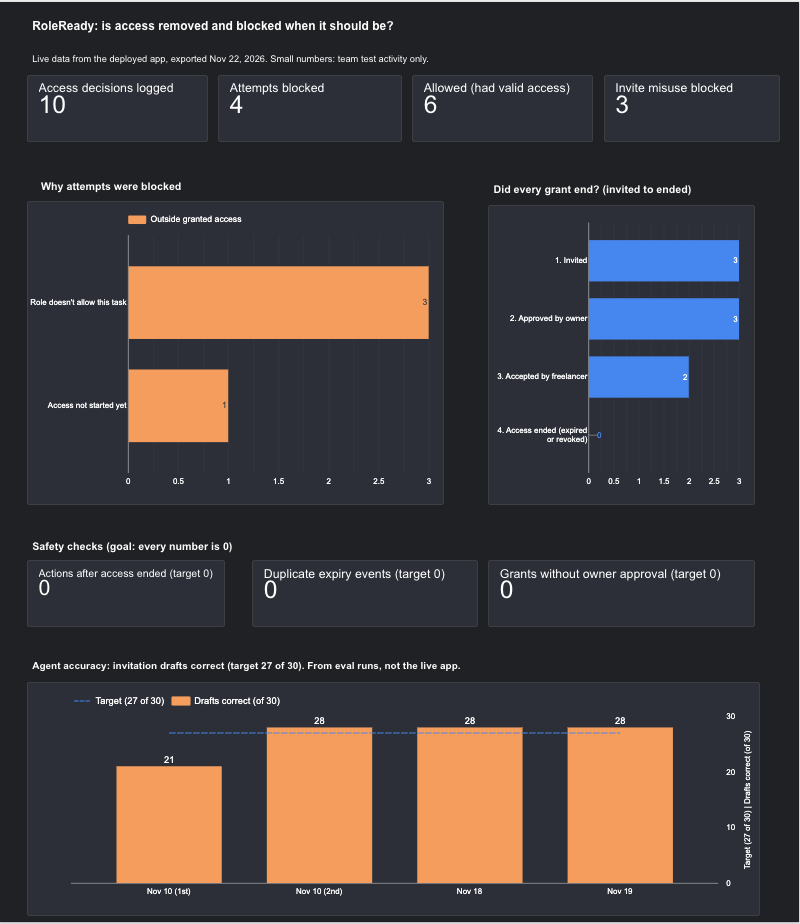 RoleReady: is access removed and blocked when it should be?
Live data from the deployed app, exported Nov 22, 2026. Small numbers: team test activity only.
Access decisions logged
10
Attempts blocked
4
Allowed (had valid access)
6
Invite misuse blocked
3
Why attempts were blocked
Outside granted access
Role doesn't allow this task
3
Access not started yet
1
0
0.5
1
1.5
2
2.5
3
Did every grant end? (invited to ended)
1. Invited
3
2. Approved by owner
3
3. Accepted by freelancer
2
4. Access ended (expired
or revoked)
0
0
0.5
1
1.5
2
2.5
3
Safety checks (goal: every number is 0)
Actions after access ended (target 0)
0
Duplicate expiry events (target 0)
0
Grants without owner approval (target 0)
0
Agent accuracy: invitation drafts correct (target 27 of 30). From eval runs, not the live app.
Target (27 of 30)
Drafts correct (of 30)
21
28
28
28
30
20
10
0
Target (27 of 30) | Drafts correct (of 30)
Nov 10 (1st)
Nov 10 (2nd)
Nov 18
Nov 19